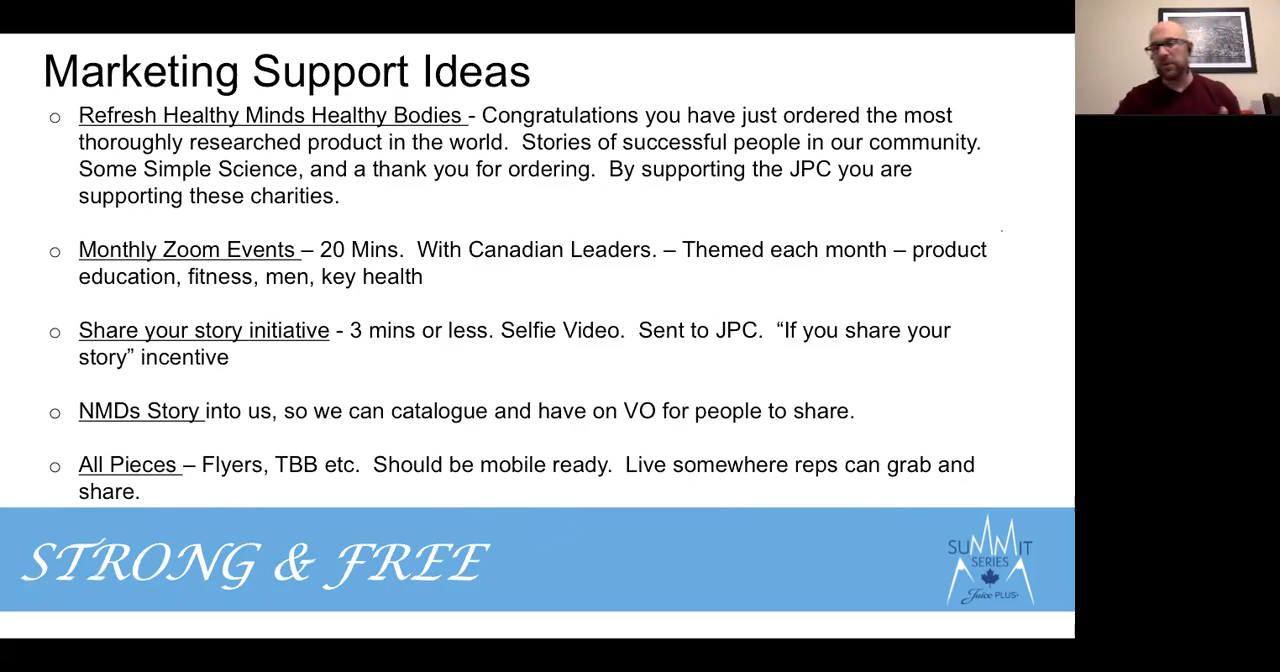 Marketing Support Ideas
o Refresh Healthy Minds Healthy Bodies - Congratulations you have just ordered the most
thoroughly researched product in the world.  Stories of successful people in our community.
Some Simple Science, and a thank you for ordering.  By supporting the JPC you are
supporting these charities.
o Monthly Zoom Events – 20 Mins.  With Canadian Leaders. – Themed each month – product
education, fitness, men, key health
o Share your story initiative - 3 mins or less. Selfie Video.  Sent to JPC.  “If you share your
story” incentive
o NMDs Story into us, so we can catalogue and have on VO for people to share.
o All Pieces – Flyers, TBB etc.  Should be mobile ready.  Live somewhere reps can grab and
share.
STRONG & FREE
SUMMIT
SERIES
Juice PLUS+